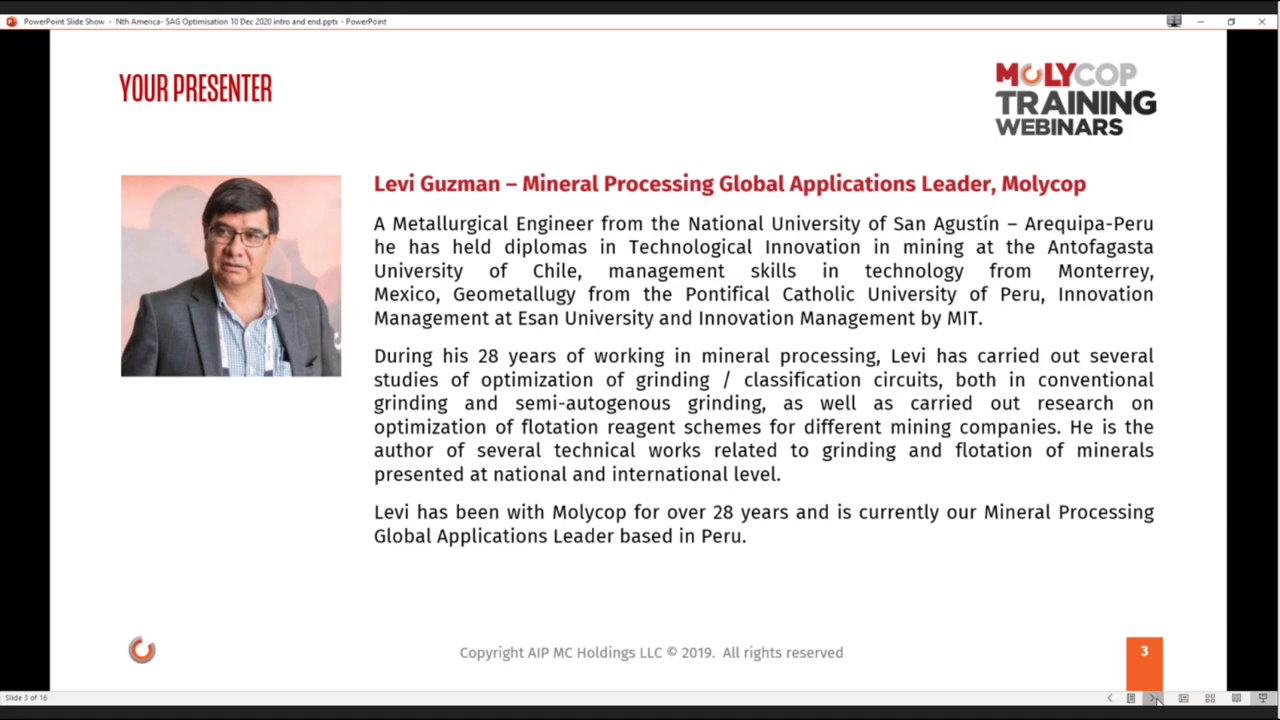 PowerPoint Slide Show - Nth America- SAG Optimisation 10 Dec 2020 intro and end.pptx - PowerPoint
YOUR PRESENTER
MOLYCOP
TRAINING
WEBINARS
Levi Guzman – Mineral Processing Global Applications Leader, Molycop
A Metallurgical Engineer from the National University of San Agustín – Arequipa-Peru
he has held diplomas in Technological Innovation in mining at the Antofagasta
University of Chile, management skills in technology from Monterrey,
Mexico, Geometallugy from the Pontifical Catholic University of Peru, Innovation
Management at Esan University and Innovation Management by MIT.
During his 28 years of working in mineral processing, Levi has carried out several
studies of optimization of grinding / classification circuits, both in conventional
grinding and semi-autogenous grinding, as well as carried out research on
optimization of flotation reagent schemes for different mining companies. He is the
author of several technical works related to grinding and flotation of minerals
presented at national and international level.
Levi has been with Molycop for over 28 years and is currently our Mineral Processing
Global Applications Leader based in Peru.
Copyright AIP MC Holdings LLC © 2019. All rights reserved
3
Slide 3 of 16